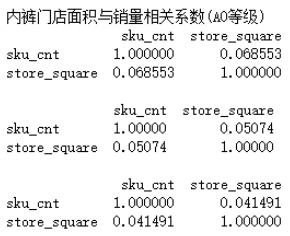 内裤门店面积与销量相关系数(AO等级)
sku_cnt store_square
sku_cnt 1.000000 0.068553
store_square 0.068553 1.000000
sku_cnt store_square
sku_cnt 1.00000 0.05074
store_square 0.05074 1.00000
sku_cnt store_square
sku_cnt 1.000000 0.041491
store_square 0.041491 1.000000